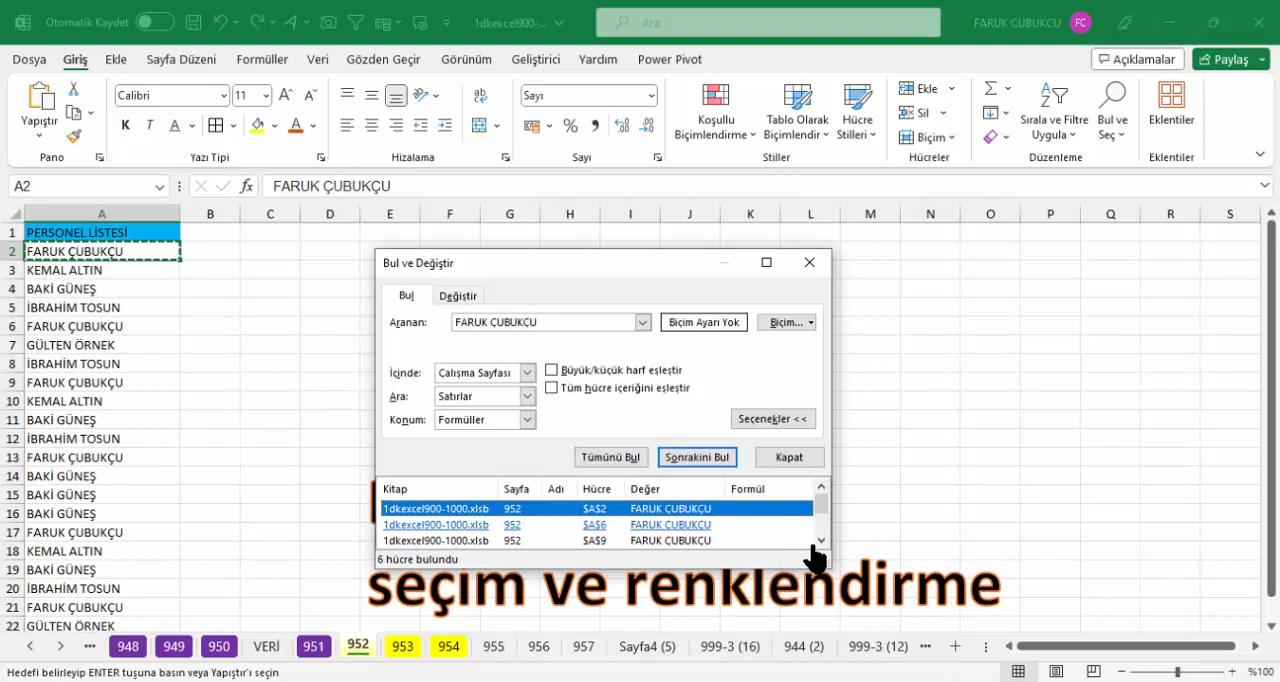 Otomatik Kaydet 1dkexcel900-... Ara FARUK CUBUKCU FC
Dosya Giriş Ekle Sayfa Düzeni Formüller Veri Gözden Geçir Görünüm Geliştirici Yardım Power Pivot Açıklamalar Paylaş
Yapıştır Calibri 11 Sayı Koşullu Biçimlendirme Tablo Olarak Biçimlendir Hücre Stilleri Ekle Sil Biçim Sırala ve Filtre Uygula Bul ve Seç Eklentiler
K T A A % 
Pano Yazı Tipi Hizalama Sayı Stiller Hücreler Düzenleme Eklentiler
A2 fx FARUK ÇUBUKÇU
A B C D E F G H I J K L M N O P Q R S
1 PERSONEL LİSTESİ
2 FARUK ÇUBUKÇU
3 KEMAL ALTIN
4 BAKİ GÜNEŞ
5 İBRAHİM TOSUN
6 FARUK ÇUBUKÇU
7 GÜLTEN ÖRNEK
8 İBRAHİM TOSUN
9 FARUK ÇUBUKÇU
10 KEMAL ALTIN
11 BAKİ GÜNEŞ
12 İBRAHİM TOSUN
13 FARUK ÇUBUKÇU
14 BAKİ GÜNEŞ
15 BAKİ GÜNEŞ
16 BAKİ GÜNEŞ
17 FARUK ÇUBUKÇU
18 KEMAL ALTIN
19 BAKİ GÜNEŞ
20 İBRAHİM TOSUN
21 FARUK ÇUBUKÇU
22 GÜLTEN ÖRNEK
Bul ve Değiştir
Bul Değiştir
Aranan: FARUK ÇUBUKÇU Biçim Ayarı Yok Biçim...
İçinde: Çalışma Sayfası Büyük/küçük harf eşleştir
Ara: Satırlar Tüm hücre içeriğini eşleştir
Konum: Formüller Seçenekler <<
Tümünü Bul Sonrakini Bul Kapat
Kitap Sayfa Adı Hücre Değer Formül
1dkexcel900-1000.xlsb 952 $A$2 FARUK ÇUBUKÇU
1dkexcel900-1000.xlsb 952 $A$6 FARUK ÇUBUKÇU
1dkexcel900-1000.xlsb 952 $A$9 FARUK ÇUBUKÇU
6 hücre bulundu
seçim ve renklendirme
948 949 950 VERİ 951 952 953 954 955 956 957 Sayfa4 (5) 999-3 (16) 944 (2) 999-3 (12)
Hedefi belirleyip ENTER tuşuna basın veya Yapıştır'ı seçin %100